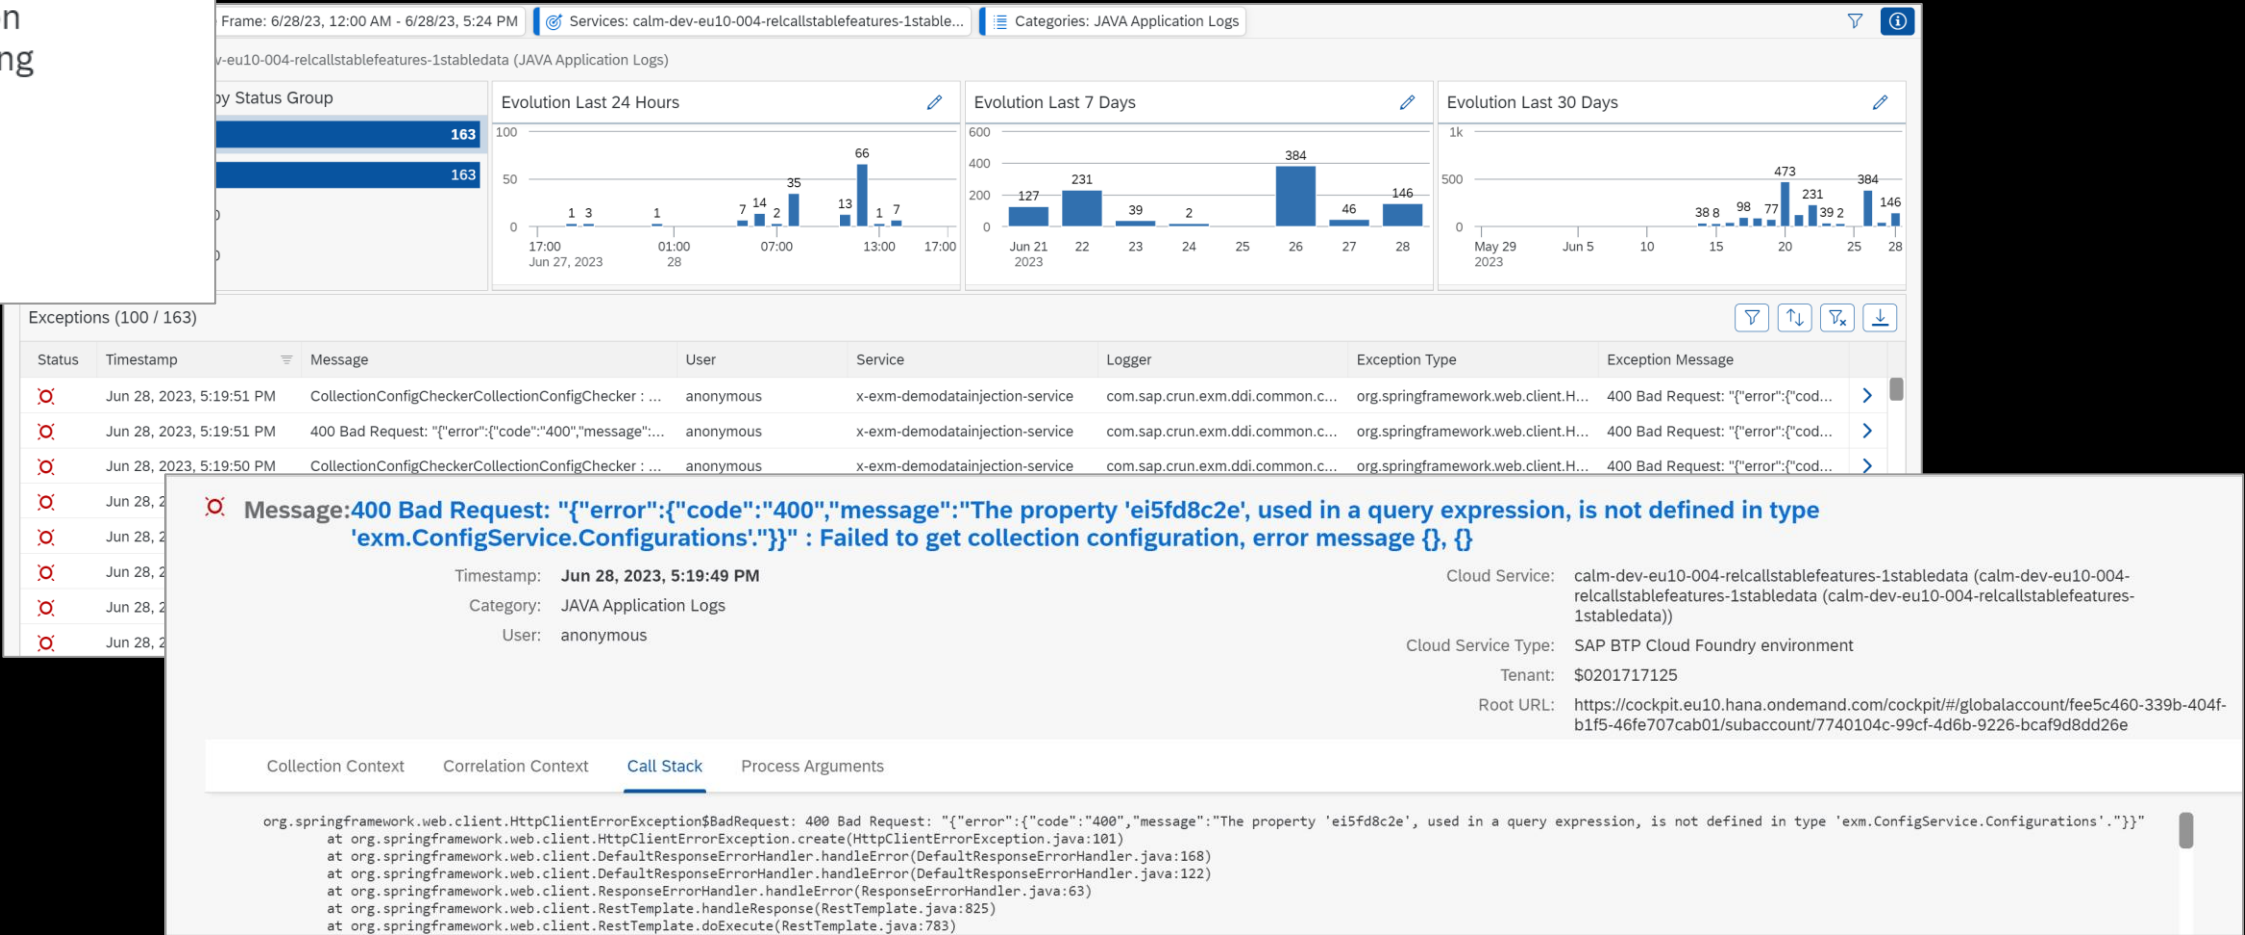 ng
Frame: 6/28/23, 12:00 AM - 6/28/23, 5:24 PM
Services: calm-dev-eu10-004-relcallstablefeatures-1stable...
Categories: JAVA Application Logs
v-eu10-004-relcallstablefeatures-1stabledata (JAVA Application Logs)
by Status Group
163
163
Evolution Last 24 Hours
100
50
0
1 3 1 7 14 2 35 13 66 1 7
17:00 01:00 07:00 13:00 17:00
Jun 27, 2023 28
Evolution Last 7 Days
600
400
200
0
127 231 39 2 384 46 146
Jun 21 22 23 24 25 26 27 28
2023
Evolution Last 30 Days
1k
500
0
38 8 98 77 473 231 39 2 384 146
May 29 Jun 5 10 15 20 25 28
2023
Exceptions (100 / 163)
Status Timestamp Message User Service Logger Exception Type Exception Message
Jun 28, 2023, 5:19:51 PM CollectionConfigCheckerCollectionConfigChecker : ... anonymous x-exm-demodatainjection-service com.sap.crun.exm.ddi.common.c... org.springframework.web.client.H... 400 Bad Request: "{"error":{"cod...
Jun 28, 2023, 5:19:51 PM 400 Bad Request: "{"error":{"code":"400","message":... anonymous x-exm-demodatainjection-service com.sap.crun.exm.ddi.common.c... org.springframework.web.client.H... 400 Bad Request: "{"error":{"cod...
Jun 28, 2023, 5:19:50 PM CollectionConfigCheckerCollectionConfigChecker : ... anonymous x-exm-demodatainjection-service com.sap.crun.exm.ddi.common.c... org.springframework.web.client.H... 400 Bad Request: "{"error":{"cod...
Jun 28, 2
Jun 28, 2
Jun 28, 2
Jun 28, 2
Jun 28, 2
Message:400 Bad Request: "{"error":{"code":"400","message":"The property 'ei5fd8c2e', used in a query expression, is not defined in type
'exm.ConfigService.Configurations'."}}" : Failed to get collection configuration, error message {}, {}
Timestamp: Jun 28, 2023, 5:19:49 PM
Category: JAVA Application Logs
User: anonymous
Cloud Service: calm-dev-eu10-004-relcallstablefeatures-1stabledata (calm-dev-eu10-004-
relcallstablefeatures-1stabledata (calm-dev-eu10-004-relcallstablefeatures-
1stabledata))
Cloud Service Type: SAP BTP Cloud Foundry environment
Tenant: $0201717125
Root URL: https://cockpit.eu10.hana.ondemand.com/cockpit/#/globalaccount/fee5c460-339b-404f-
b1f5-46fe707cab01/subaccount/7740104c-99cf-4d6b-9226-bcaf9d8dd26e
Collection Context Correlation Context Call Stack Process Arguments
org.springframework.web.client.HttpClientErrorException$BadRequest: 400 Bad Request: "{"error":{"code":"400","message":"The property 'ei5fd8c2e', used in a query expression, is not defined in type 'exm.ConfigService.Configurations'."}}"
at org.springframework.web.client.HttpClientErrorException.create(HttpClientErrorException.java:101)
at org.springframework.web.client.DefaultResponseErrorHandler.handleError(DefaultResponseErrorHandler.java:168)
at org.springframework.web.client.DefaultResponseErrorHandler.handleError(DefaultResponseErrorHandler.java:122)
at org.springframework.web.client.ResponseErrorHandler.handleError(ResponseErrorHandler.java:63)
at org.springframework.web.client.RestTemplate.handleResponse(RestTemplate.java:825)
at org.springframework.web.client.RestTemplate.doExecute(RestTemplate.java:783)